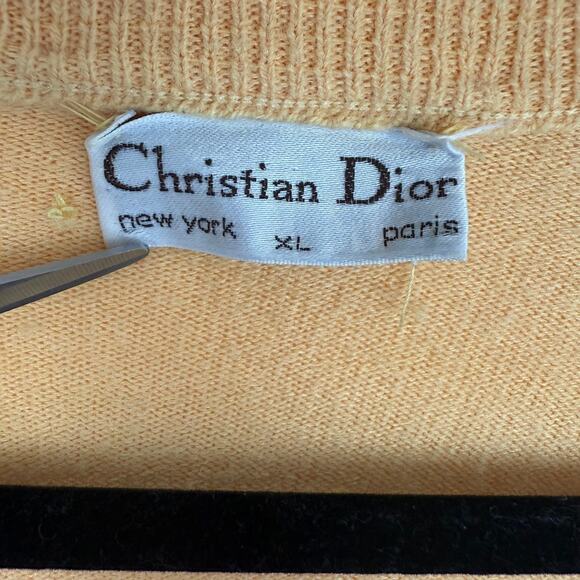 Christian Dior
new york XL paris